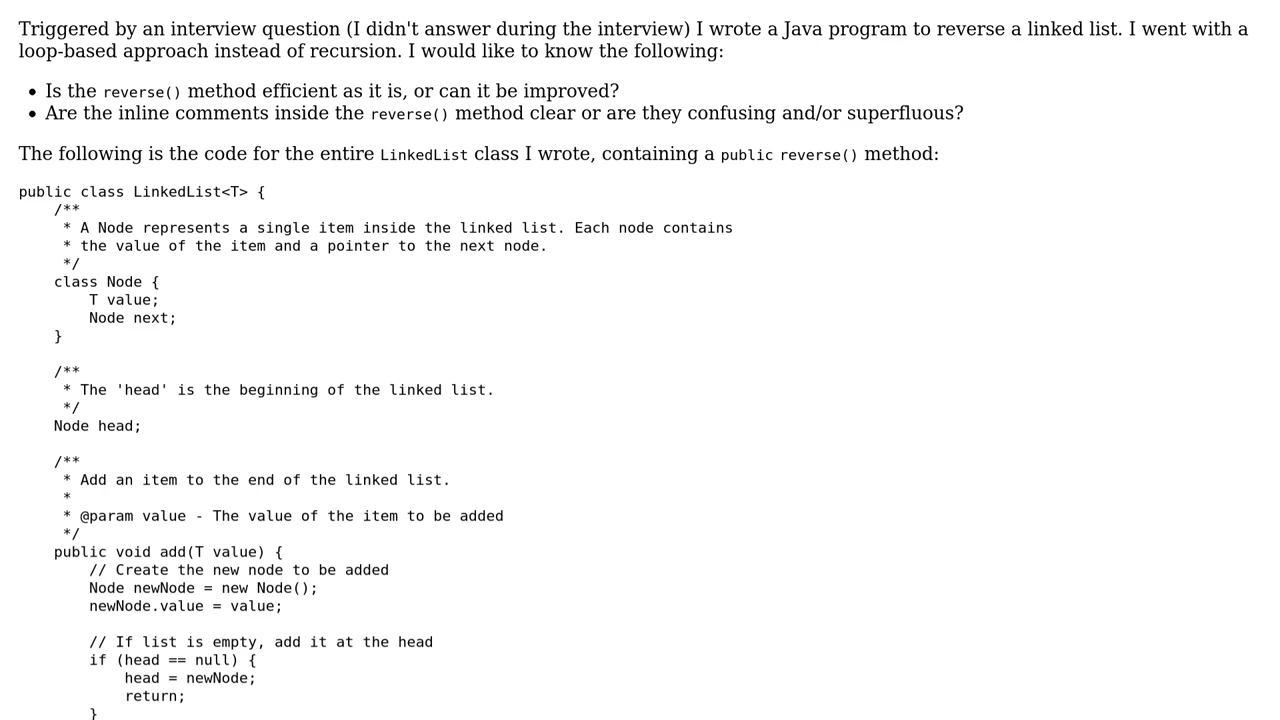 Triggered by an interview question (I didn't answer during the interview) I wrote a Java program to reverse a linked list. I went with a
loop-based approach instead of recursion. I would like to know the following:
• Is the reverse() method efficient as it is, or can it be improved?
• Are the inline comments inside the reverse() method clear or are they confusing and/or superfluous?
The following is the code for the entire LinkedList class I wrote, containing a public reverse() method:
public class LinkedList<T> {
    /**
     * A Node represents a single item inside the linked list. Each node contains
     * the value of the item and a pointer to the next node.
     */
    class Node {
        T value;
        Node next;
    }
    /**
     * The 'head' is the beginning of the linked list.
     */
    Node head;
    /**
     * Add an item to the end of the linked list.
     *
     * @param value - The value of the item to be added
     */
    public void add(T value) {
        // Create the new node to be added
        Node newNode = new Node();
        newNode.value = value;
        // If list is empty, add it at the head
        if (head == null) {
            head = newNode;
            return;
        }